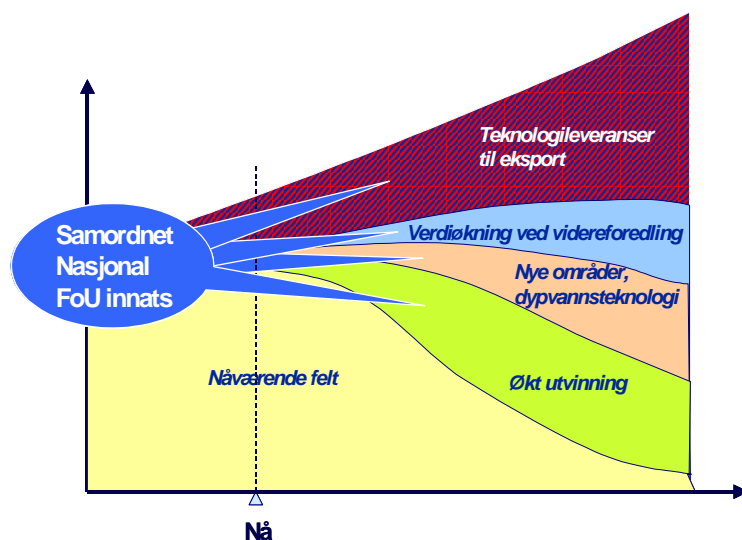 Teknologileveranser
til eksport
Samordnet
Nasjonal
FoU innats
Verdiøkning ved videreforedling
Nye områder,
dypvannsteknologi
Nåværende felt
Økt utvinning
Nå